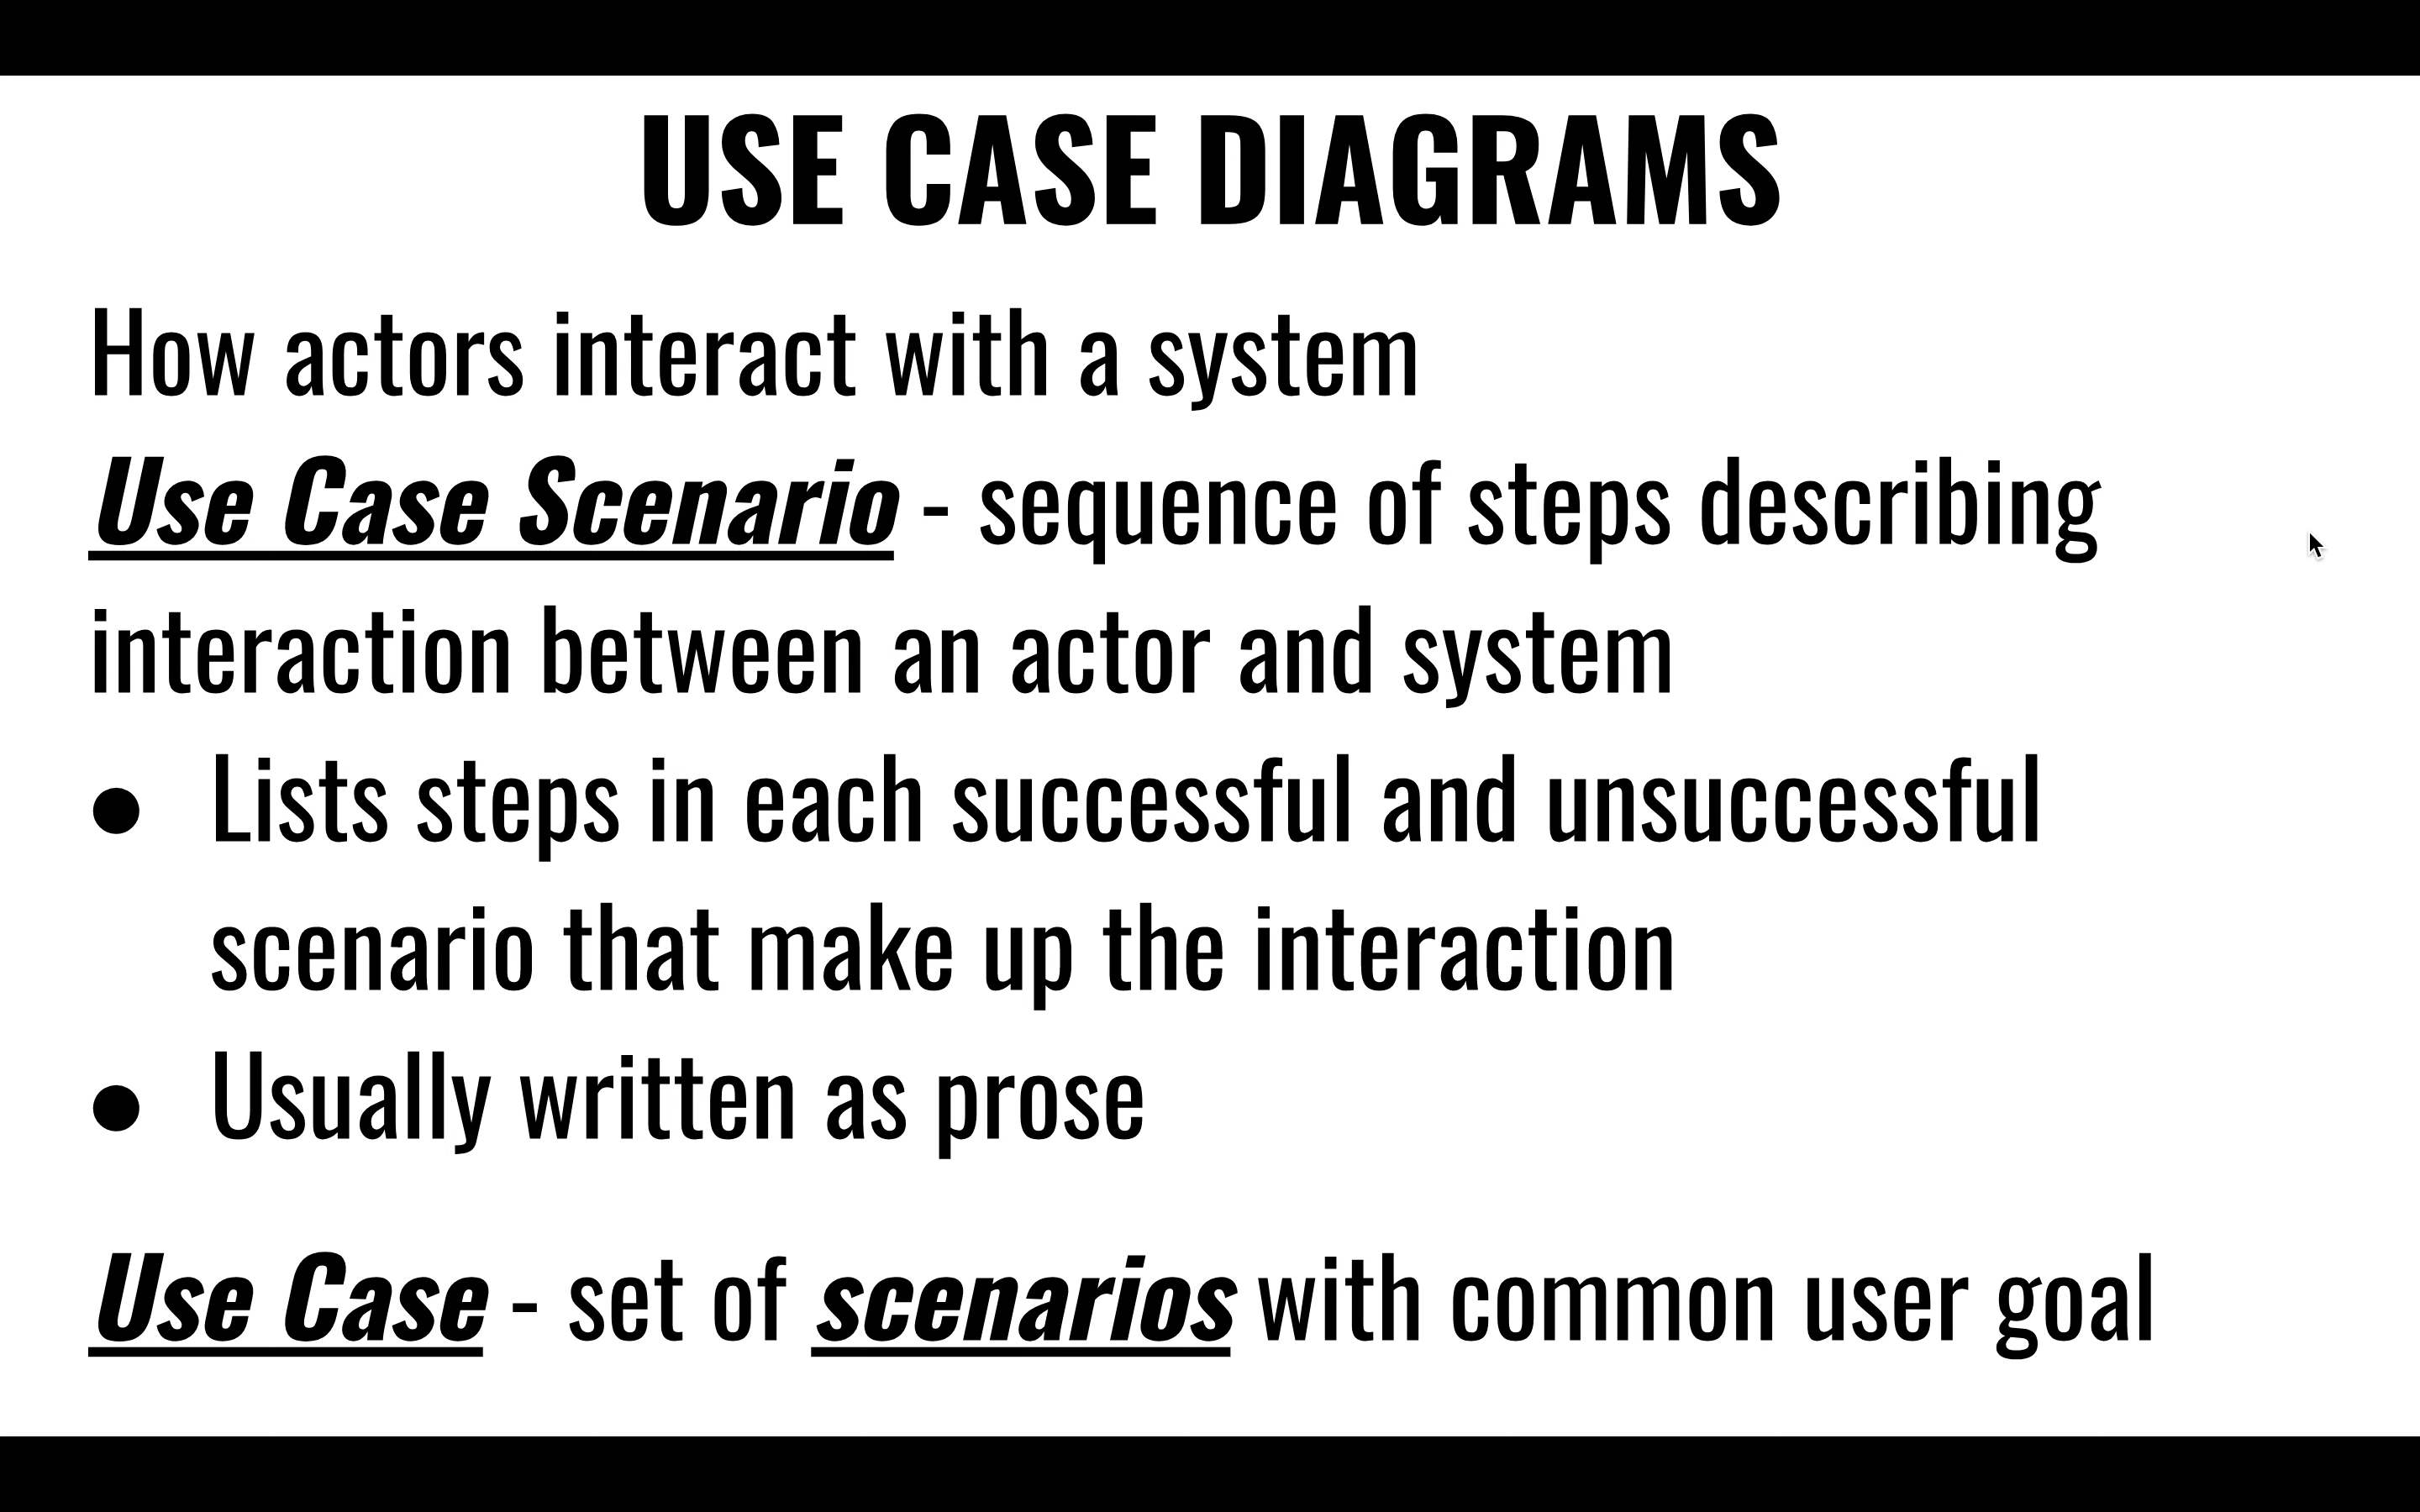 USE CASE DIAGRAMS
How actors interact with a system
Use Case Scenario - sequence of steps describing
interaction between an actor and system
● Lists steps in each successful and unsuccessful
scenario that make up the interaction
● Usually written as prose
Use Case - set of scenarios with common user goal